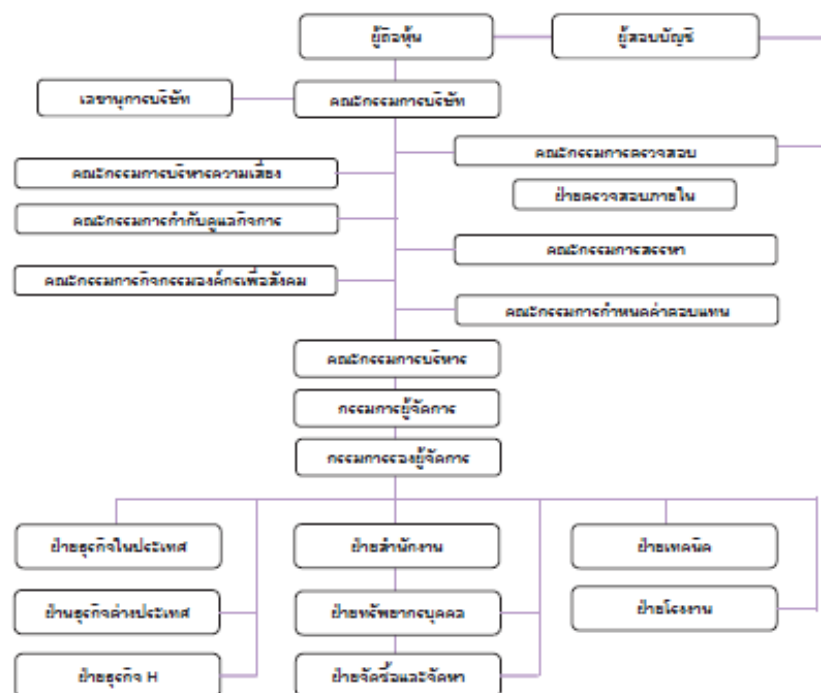 ผู้ถือหุ้น
ผู้สอบบัญชี
เลขานุการบริษัท
คณะกรรมการบริษัท
คณะกรรมการตรวจสอบ
คณะกรรมการบริหารความเสี่ยง
ฝ่ายตรวจสอบภายใน
คณะกรรมการกำกับดูแลกิจการ
คณะกรรมการสรรหา
คณะกรรมการกิจกรรมองค์กรเพื่อสังคม
คณะกรรมการกำหนดค่าตอบแทน
คณะกรรมการบริหาร
กรรมการผู้จัดการ
กรรมการรองผู้จัดการ
ฝ่ายธุรกิจในประเทศ
ฝ่ายสำนักงาน
ฝ่ายเทคนิค
ฝ่านธุรกิจต่างประเทศ
ฝ่ายทรัพยากรบุคคล
ฝ่ายโรงงาน
ฝ่ายธุรกิจ H
ฝ่ายจัดซื้อและจัดหา